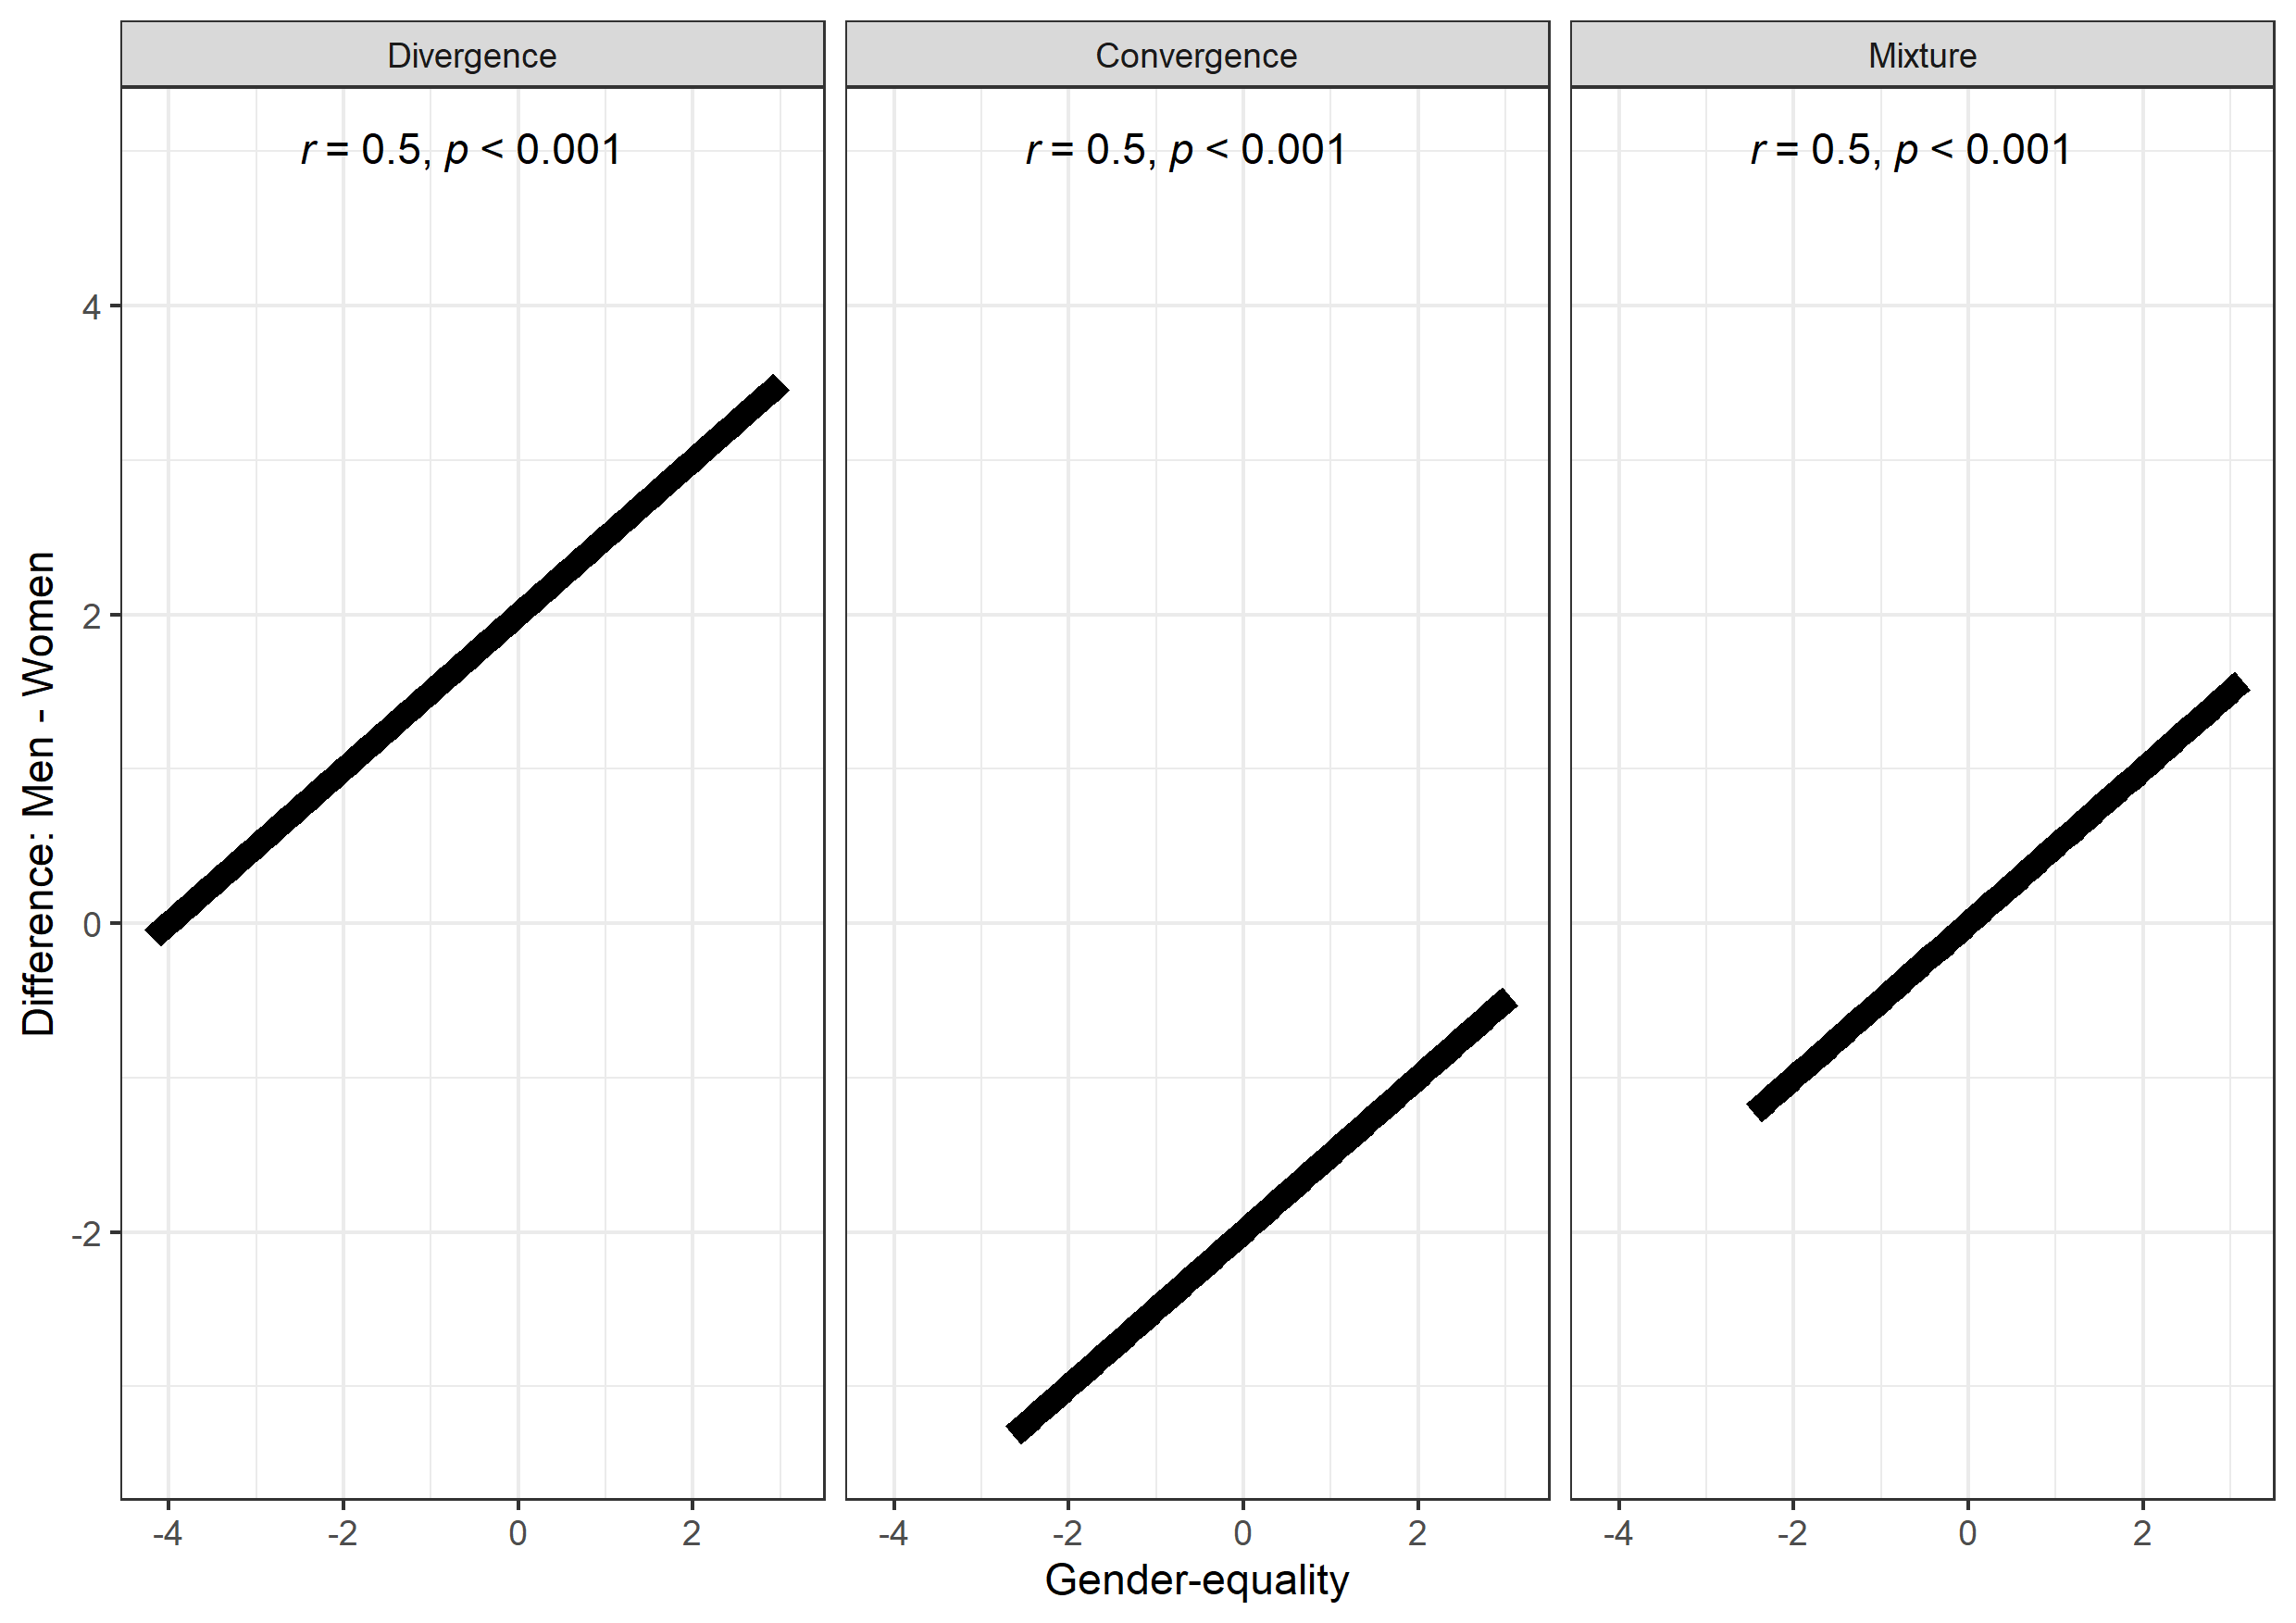 Divergence
Convergence
Mixture
r = 0.5, p < 0.001
r = 0.5, p < 0.001
r = 0.5, p < 0.001
4
2
0
-2
Difference: Men - Women
-4 -2 0 2
-4 -2 0 2
-4 -2 0 2
Gender-equality